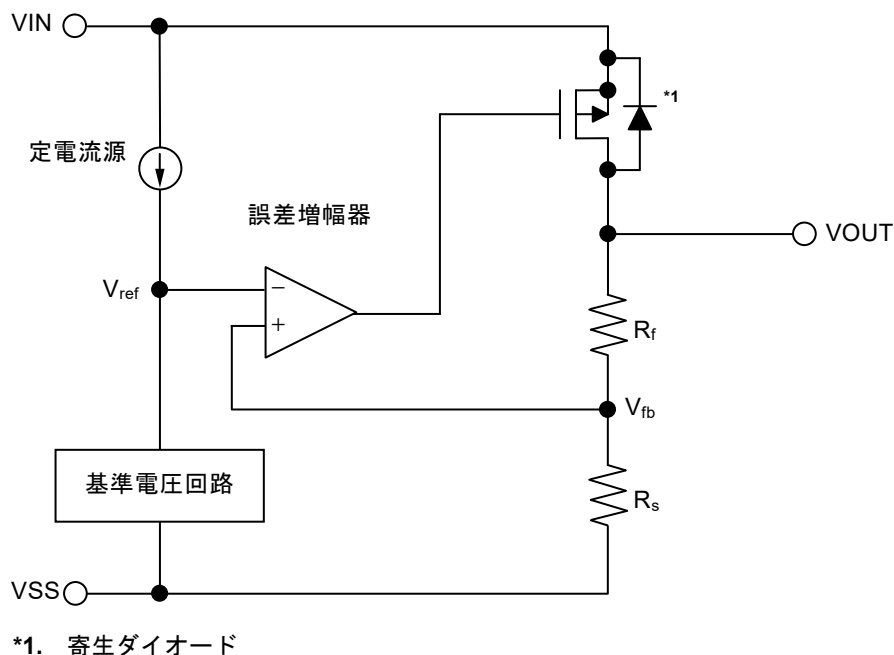 VIN
*1
定電流源
誤差増幅器
VOUT
Vref
−
+
Rf
Vfb
基準電圧回路
Rs
VSS
*1. 寄生ダイオード